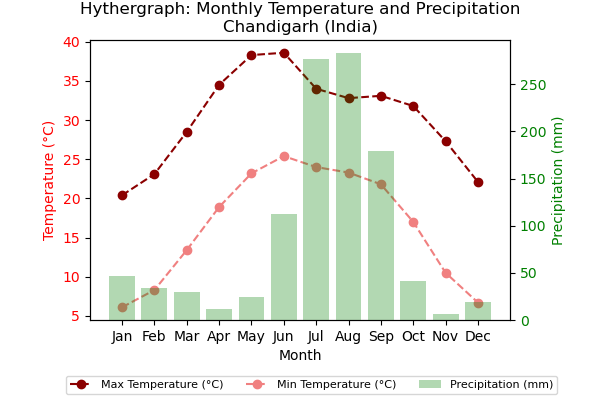 Hythergraph: Monthly Temperature and Precipitation
Chandigarh (India)
40
35
30
25
20
15
10
5
Temperature (°C)
250
200
150
100
50
0
Precipitation (mm)
Jan Feb Mar Apr May Jun Jul Aug Sep Oct Nov Dec
Month
Max Temperature (°C) Min Temperature (°C) Precipitation (mm)